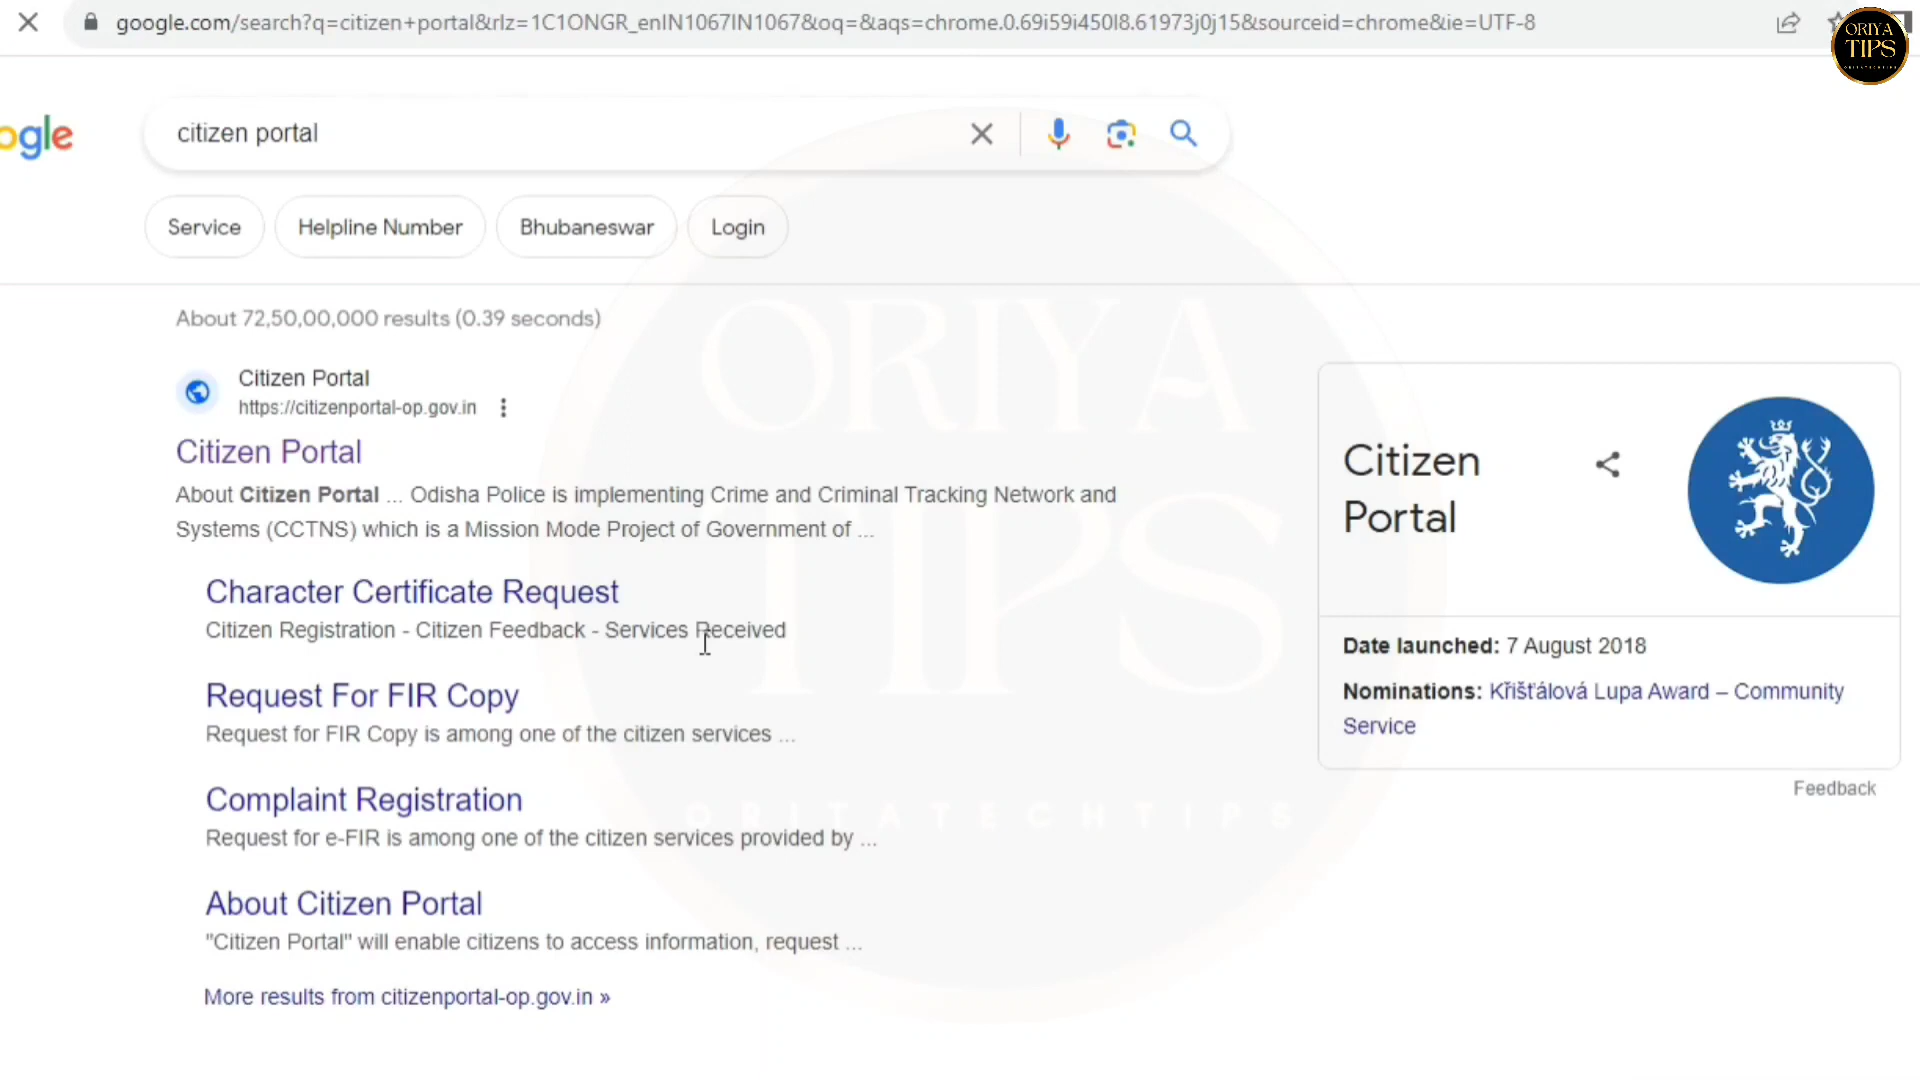 google.com/search?q=citizen+portal&rlz=1C1ONGR_enIN1067IN1067&oq=&aqs=chrome.0.69i59i450l8.61973j0j15&sourceid=chrome&ie=UTF-8
ORIYA
TIPS
ORITATECHTIPS
ogle
citizen portal
Service
Helpline Number
Bhubaneswar
Login
About 72,50,00,000 results (0.39 seconds)
Citizen Portal
https://citizenportal-op.gov.in
Citizen Portal
About Citizen Portal ... Odisha Police is implementing Crime and Criminal Tracking Network and
Systems (CCTNS) which is a Mission Mode Project of Government of ...
Character Certificate Request
Citizen Registration - Citizen Feedback - Services Received
Request For FIR Copy
Request for FIR Copy is among one of the citizen services ...
Complaint Registration
Request for e-FIR is among one of the citizen services provided by ...
About Citizen Portal
"Citizen Portal" will enable citizens to access information, request ...
More results from citizenportal-op.gov.in »
Citizen
Portal
Date launched: 7 August 2018
Nominations: Křišťálová Lupa Award – Community
Service
Feedback
ORIYA
TIPS
ORITATECHTIPS